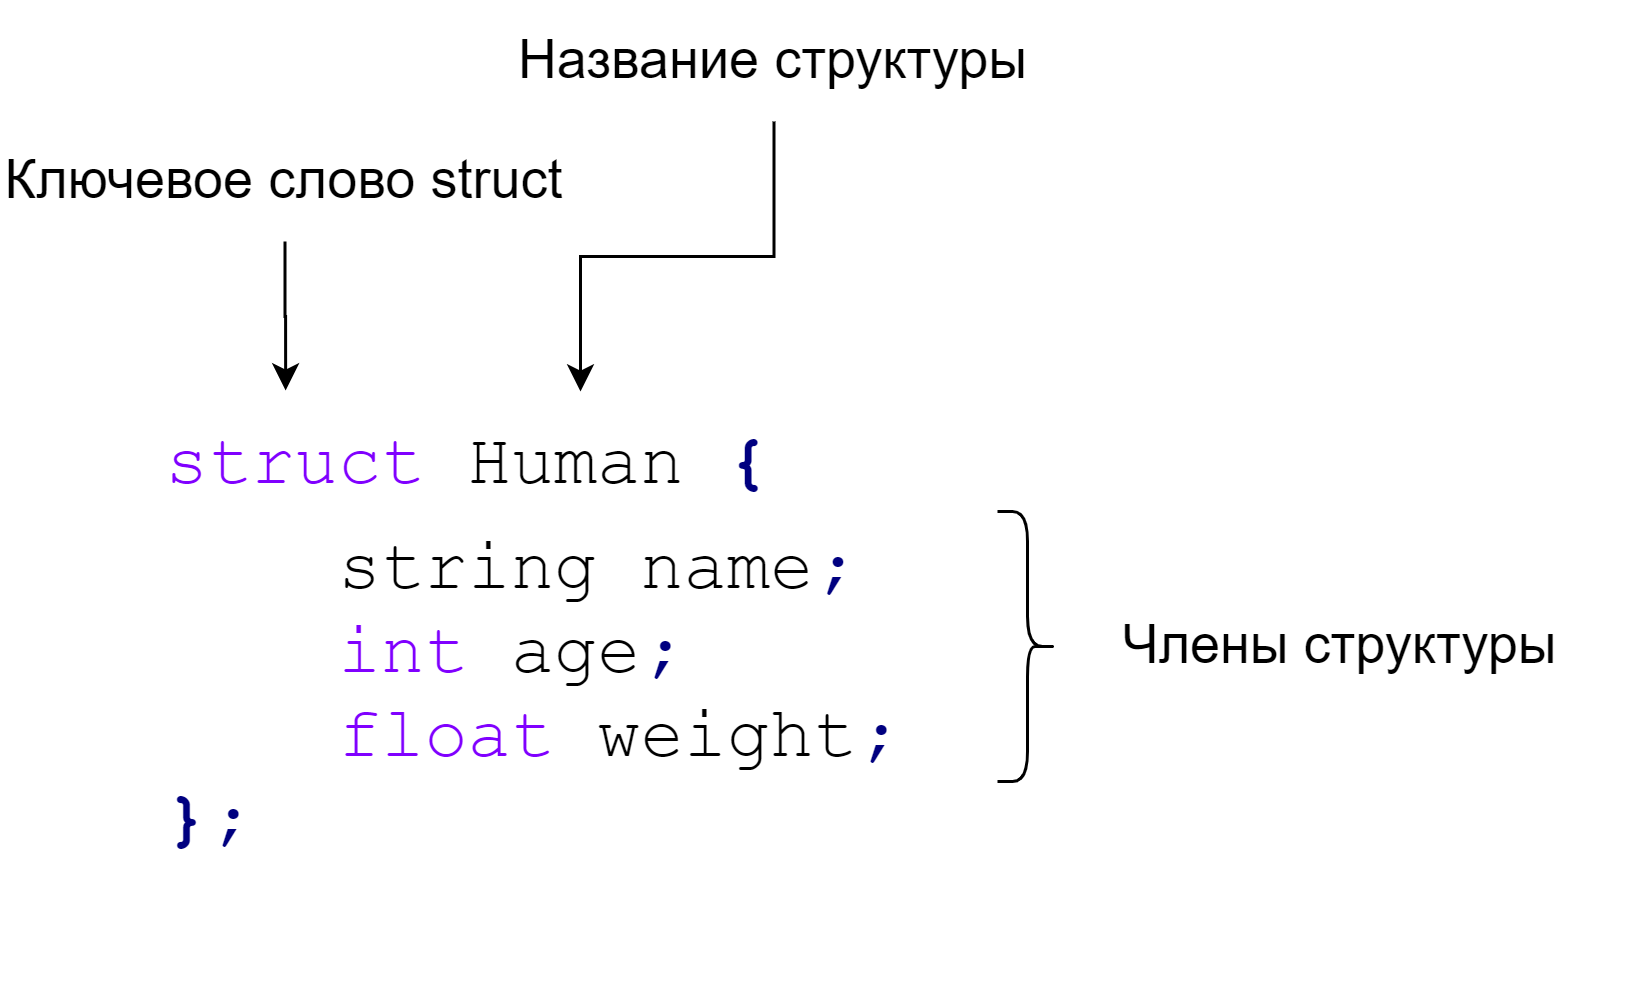 Название структуры
Ключевое слово struct
struct Human {
string name;
int age;
float weight;
};
Члены структуры